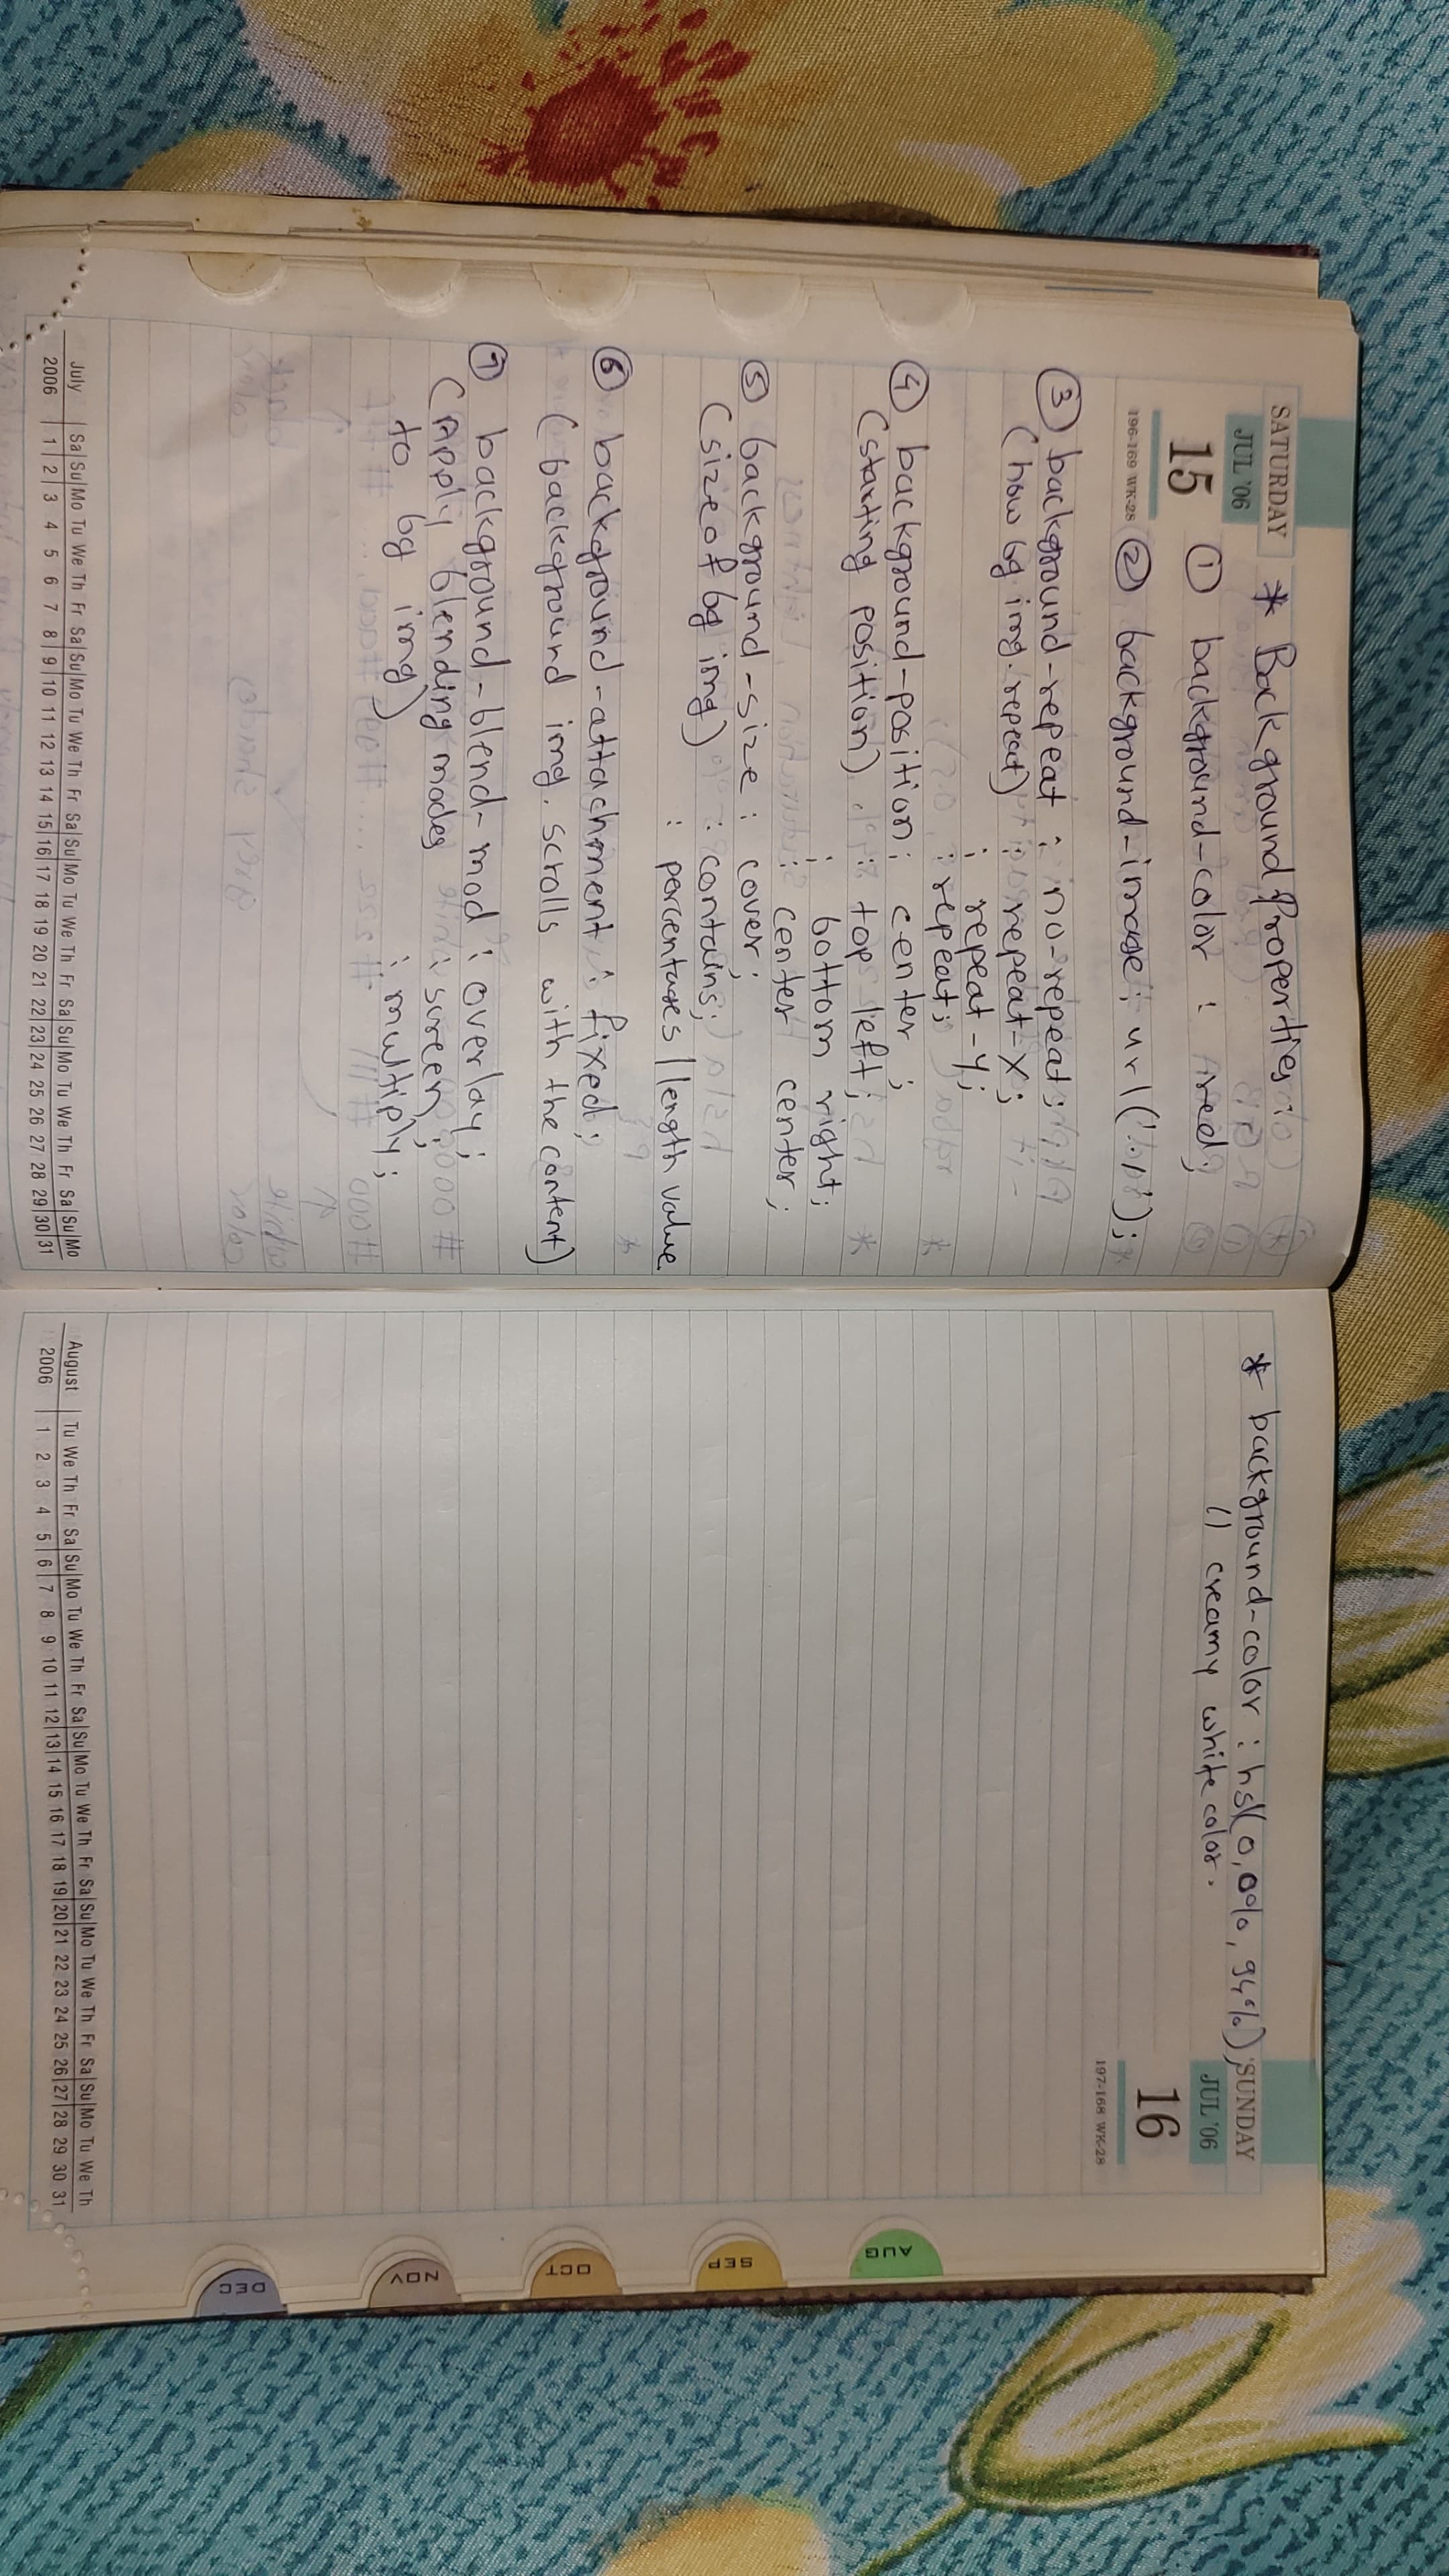 SATURDAY
JUL '06
15
196-169 WK-28
* Background Properties :
① background-color : red;
② background-image : url('./');
③ background-repeat : no-repeat;
(how bg img. repeat) : repeat-x;
: repeat-y;
: repeat;
④ background-position : center ;
(starting position) : top left;
: bottom right;
: center center;
⑤ background-size : cover;
(size of bg img) : contains;
: percentages | length value.
⑥ background-attachment : fixed;
( background img. scrolls with the content)
⑦ background-blend-mod : overlay;
(Apply blending modes : screen;
to bg img) : multiply;
July Sa Su Mo Tu We Th Fr Sa Su Mo Tu We Th Fr Sa Su Mo Tu We Th Fr Sa Su Mo Tu We Th Fr Sa Su Mo
2006 1 2 3 4 5 6 7 8 9 10 11 12 13 14 15 16 17 18 19 20 21 22 23 24 25 26 27 28 29 30 31
* background-color : hsl(0,0%, 94%);
() creamy white color.
SUNDAY
JUL '06
16
197-168 WK-28
AUG
SEP
OCT
NOV
DEC
August Tu We Th Fr Sa Su Mo Tu We Th Fr Sa Su Mo Tu We Th Fr Sa Su Mo Tu We Th Fr Sa Su Mo Tu We Th
2006 1 2 3 4 5 6 7 8 9 10 11 12 13 14 15 16 17 18 19 20 21 22 23 24 25 26 27 28 29 30 31